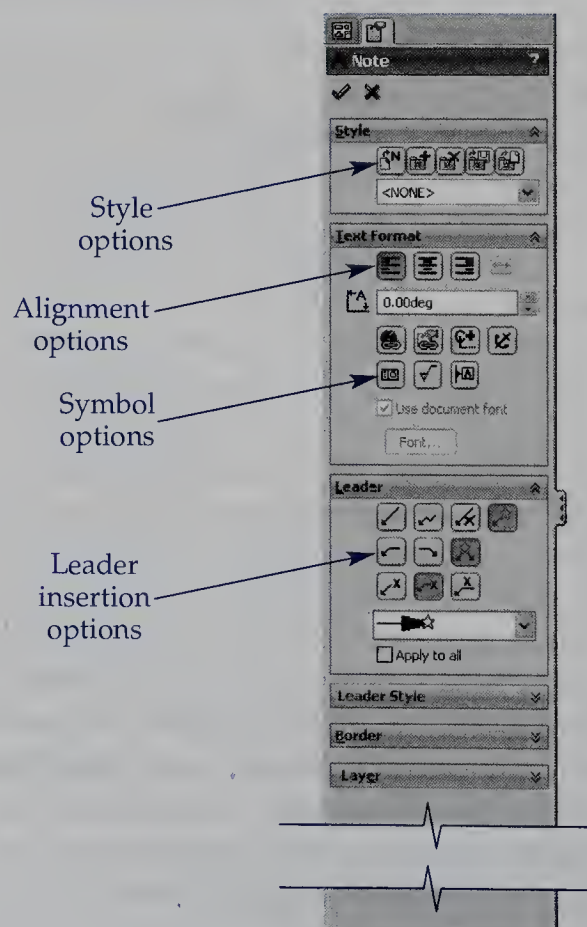 Note ?
Style
<NONE>
Style
options
Text Format
Alignment
options
0.00deg
Symbol
options
Use document font
Font...
Leader
Leader
insertion
options
Apply to all
Leader Style
Border
Layer